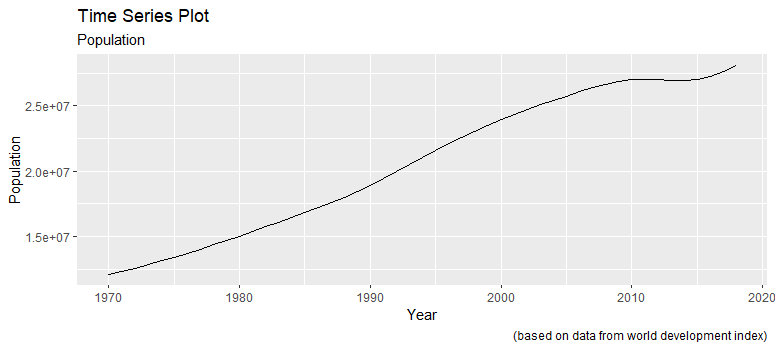 Time Series Plot
Population
Population
2.5e+07
2.0e+07
1.5e+07
1970 1980 1990 2000 2010 2020
Year
(based on data from world development index)